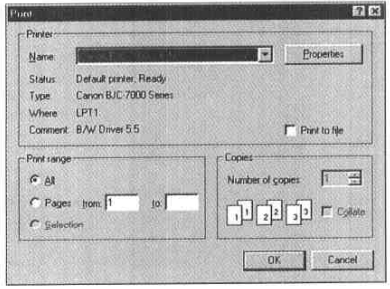 Print
Printer
Name:
Properties
Status: Default printer; Ready
Type: Canon BJC-7000 Series
Where: LPT1
Comment: B/W Driver 5.5
Print to file
Print range
All
Pages from: 1 to:
Selection
Copies
Number of copies: 1
1 1 2 2 3 3
Collate
OK Cancel